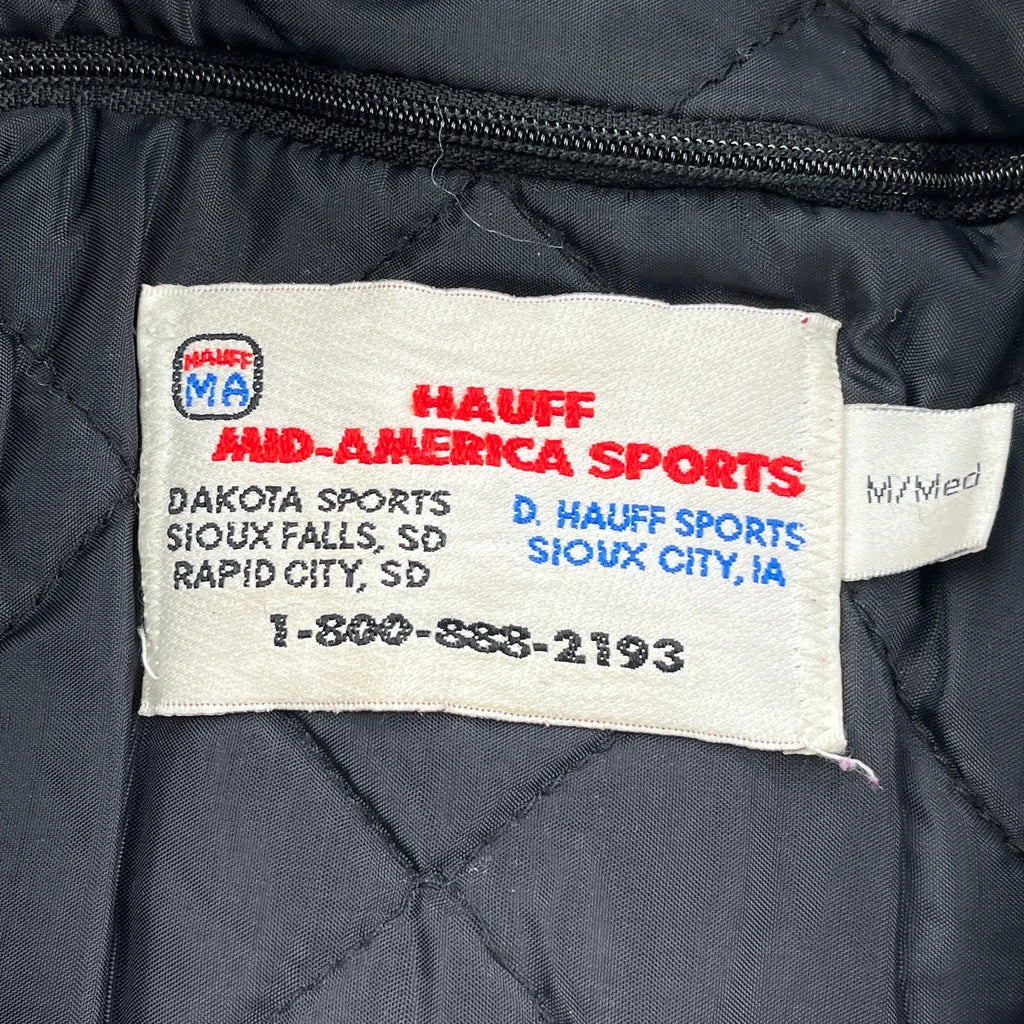 HAUFF
MA
HAUFF
MID-AMERICA SPORTS
DAKOTA SPORTS
SIOUX FALLS, SD
RAPID CITY, SD
D. HAUFF SPORTS
SIOUX CITY, IA
1-800-888-2193
M/Med